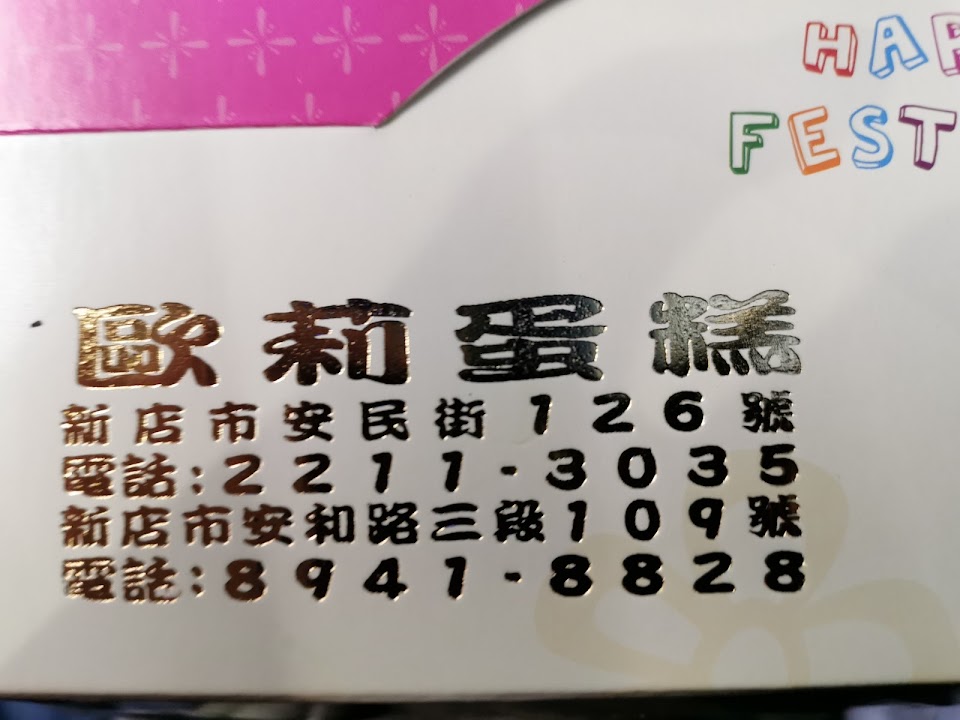 HAP
FEST
歐莉蛋糕
新店市安民街126號
電話:2211-3035
新店市安和路三段109號
電話:8941-8828